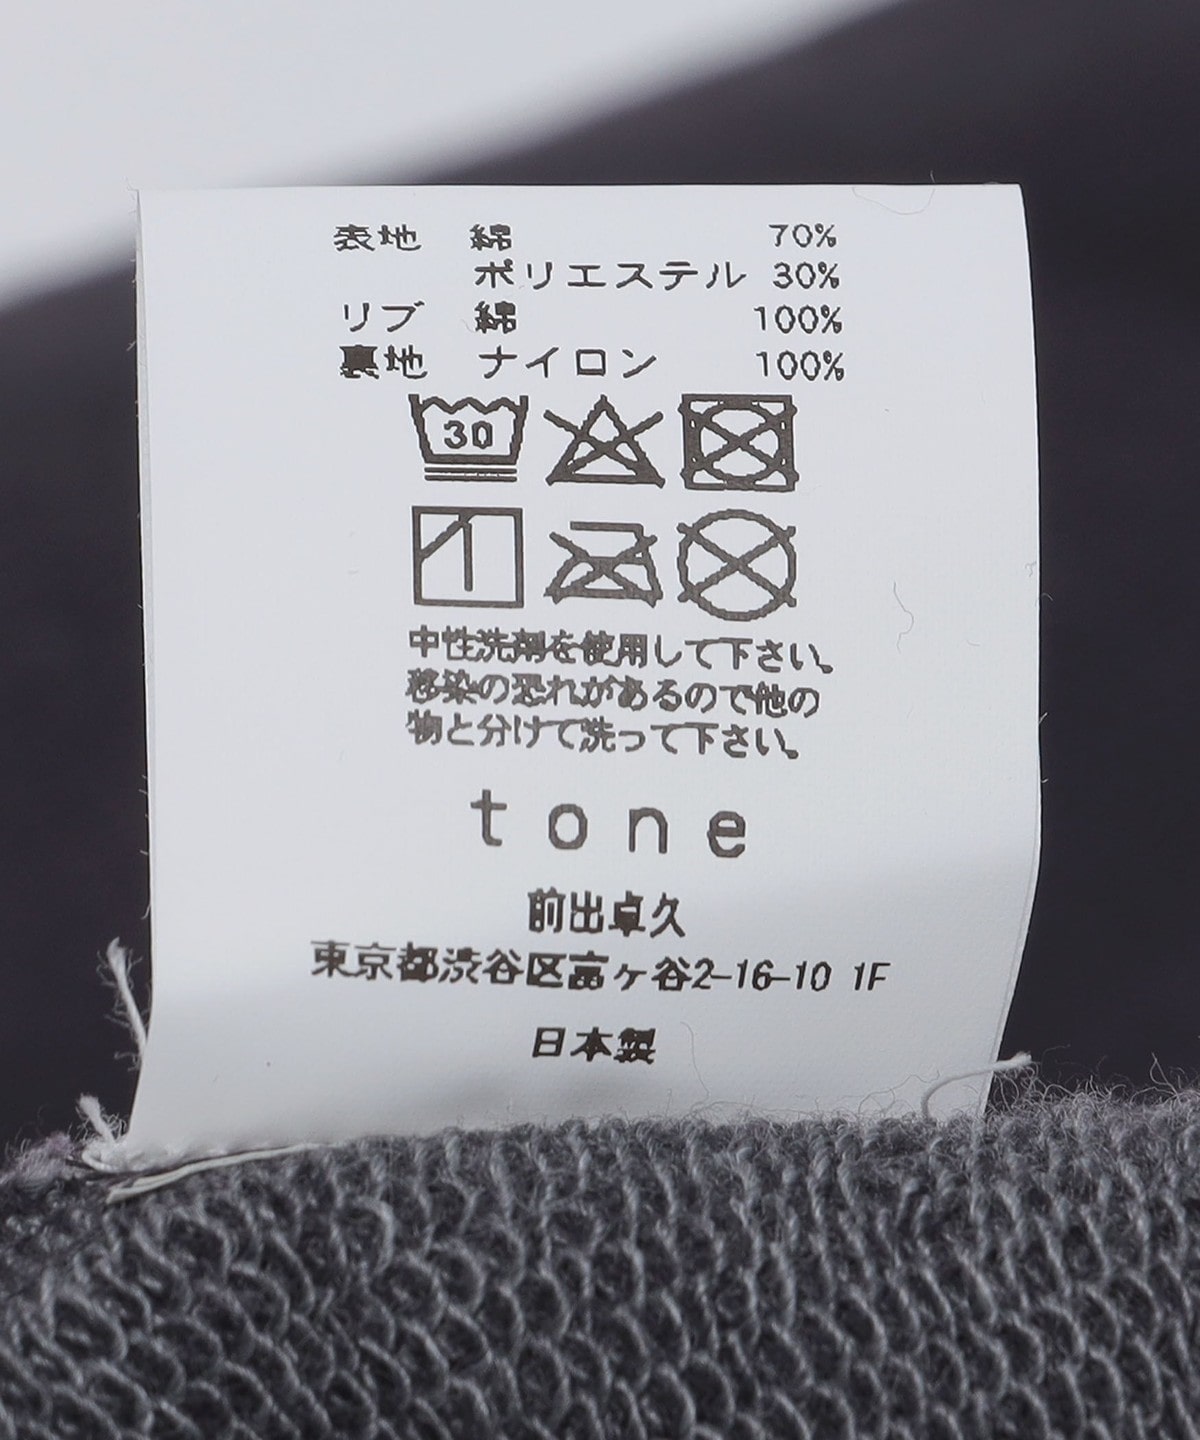 表地 綿 70%
ポリエステル 30%
リブ 綿 100%
裏地 ナイロン 100%
30
中性洗剤を使用して下さい。
移染の恐れがあるので他の
物と分けて洗って下さい。
tone
前出卓久
東京都渋谷区富ヶ谷2-16-10 1F
日本製